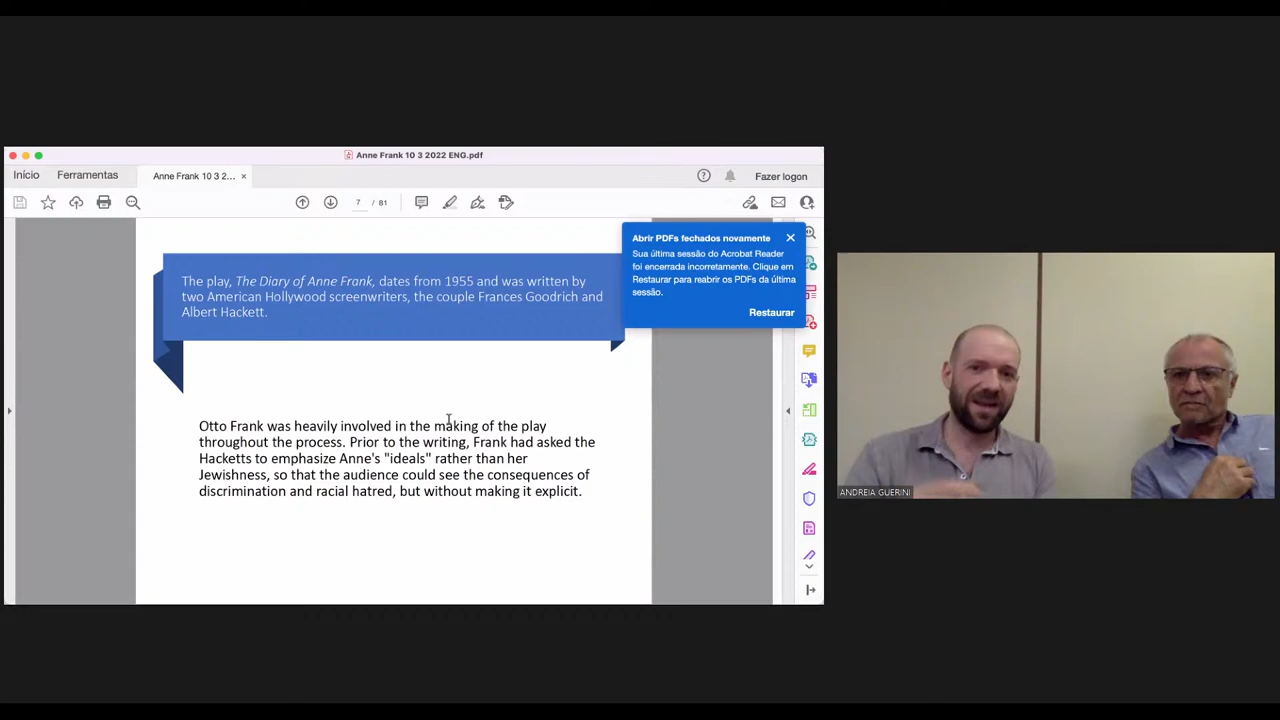 Anne Frank 10 3 2022 ENG.pdf
Início
Ferramentas
Anne Frank 10 3 2... ×
Fazer logon
7 / 81
The play, The Diary of Anne Frank, dates from 1955 and was written by
two American Hollywood screenwriters, the couple Frances Goodrich and
Albert Hackett.
Abrir PDFs fechados novamente
Sua última sessão do Acrobat Reader
foi encerrada incorretamente. Clique em
Restaurar para reabrir os PDFs da última
sessão.
Restaurar
Otto Frank was heavily involved in the making of the play
throughout the process. Prior to the writing, Frank had asked the
Hacketts to emphasize Anne's "ideals" rather than her
Jewishness, so that the audience could see the consequences of
discrimination and racial hatred, but without making it explicit.
ANDREIA GUERINI